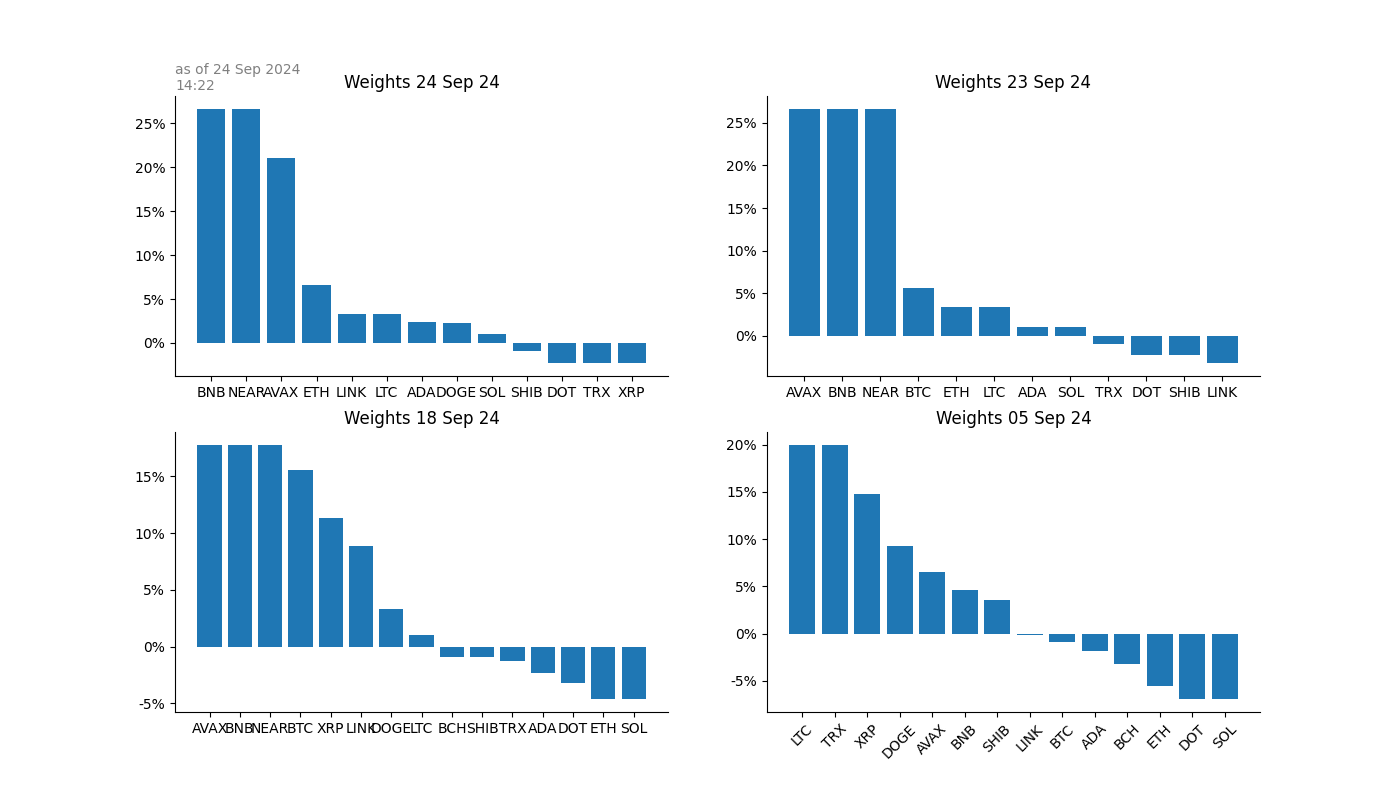 as of 24 Sep 2024
14:22
Weights 24 Sep 24
25%
20%
15%
10%
5%
0%
BNB NEAR AVAX ETH LINK LTC ADA DOGE SOL SHIB DOT TRX XRP
Weights 23 Sep 24
25%
20%
15%
10%
5%
0%
AVAX BNB NEAR BTC ETH LTC ADA SOL TRX DOT SHIB LINK
Weights 18 Sep 24
15%
10%
5%
0%
-5%
AVAX BNB NEAR BTC XRP LINK DOGE LTC BCH SHIB TRX ADA DOT ETH SOL
Weights 05 Sep 24
20%
15%
10%
5%
0%
-5%
LTC TRX XRP DOGE AVAX BNB SHIB LINK BTC ADA BCH ETH DOT SOL